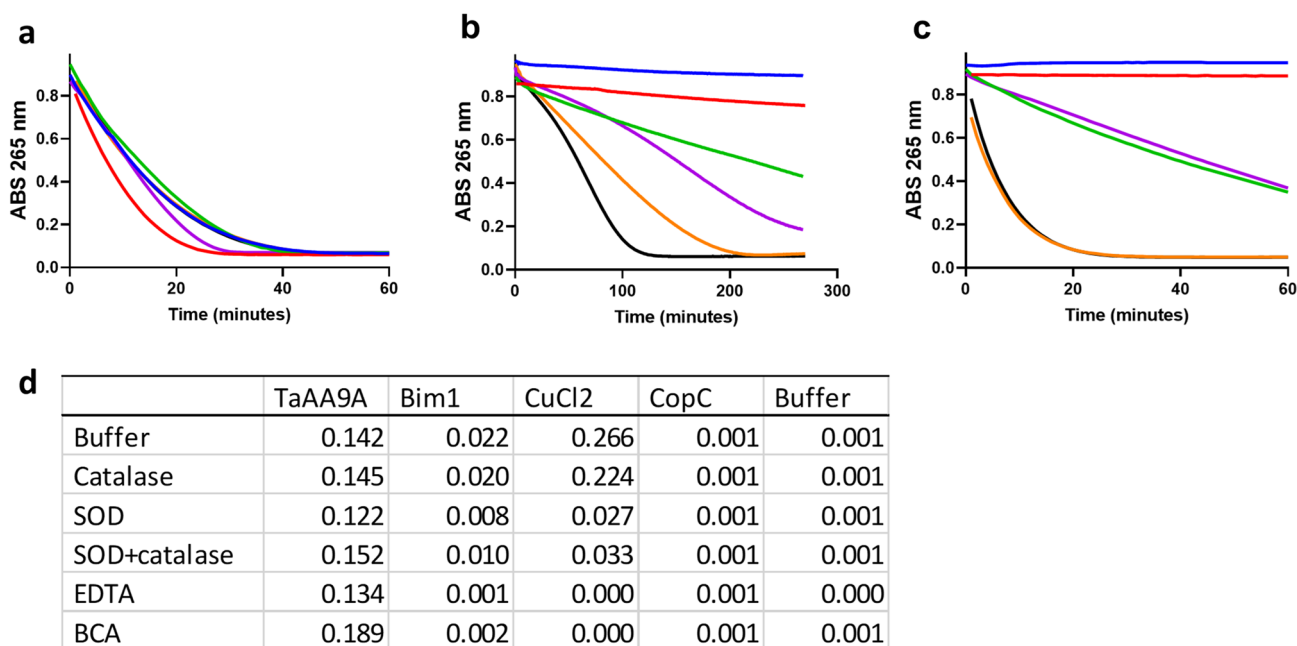 a
b
c
ABS 265 nm
0.8
0.6
0.4
0.2
0.0
0
20
40
60
Time (minutes)
ABS 265 nm
0.8
0.6
0.4
0.2
0.0
0
100
200
300
Time (minutes)
ABS 265 nm
0.8
0.6
0.4
0.2
0.0
0
20
40
60
Time (minutes)
d
TaAA9A Bim1 CuCl2 CopC Buffer
Buffer 0.142 0.022 0.266 0.001 0.001
Catalase 0.145 0.020 0.224 0.001 0.001
SOD 0.122 0.008 0.027 0.001 0.001
SOD+catalase 0.152 0.010 0.033 0.001 0.001
EDTA 0.134 0.001 0.000 0.001 0.000
BCA 0.189 0.002 0.000 0.001 0.001